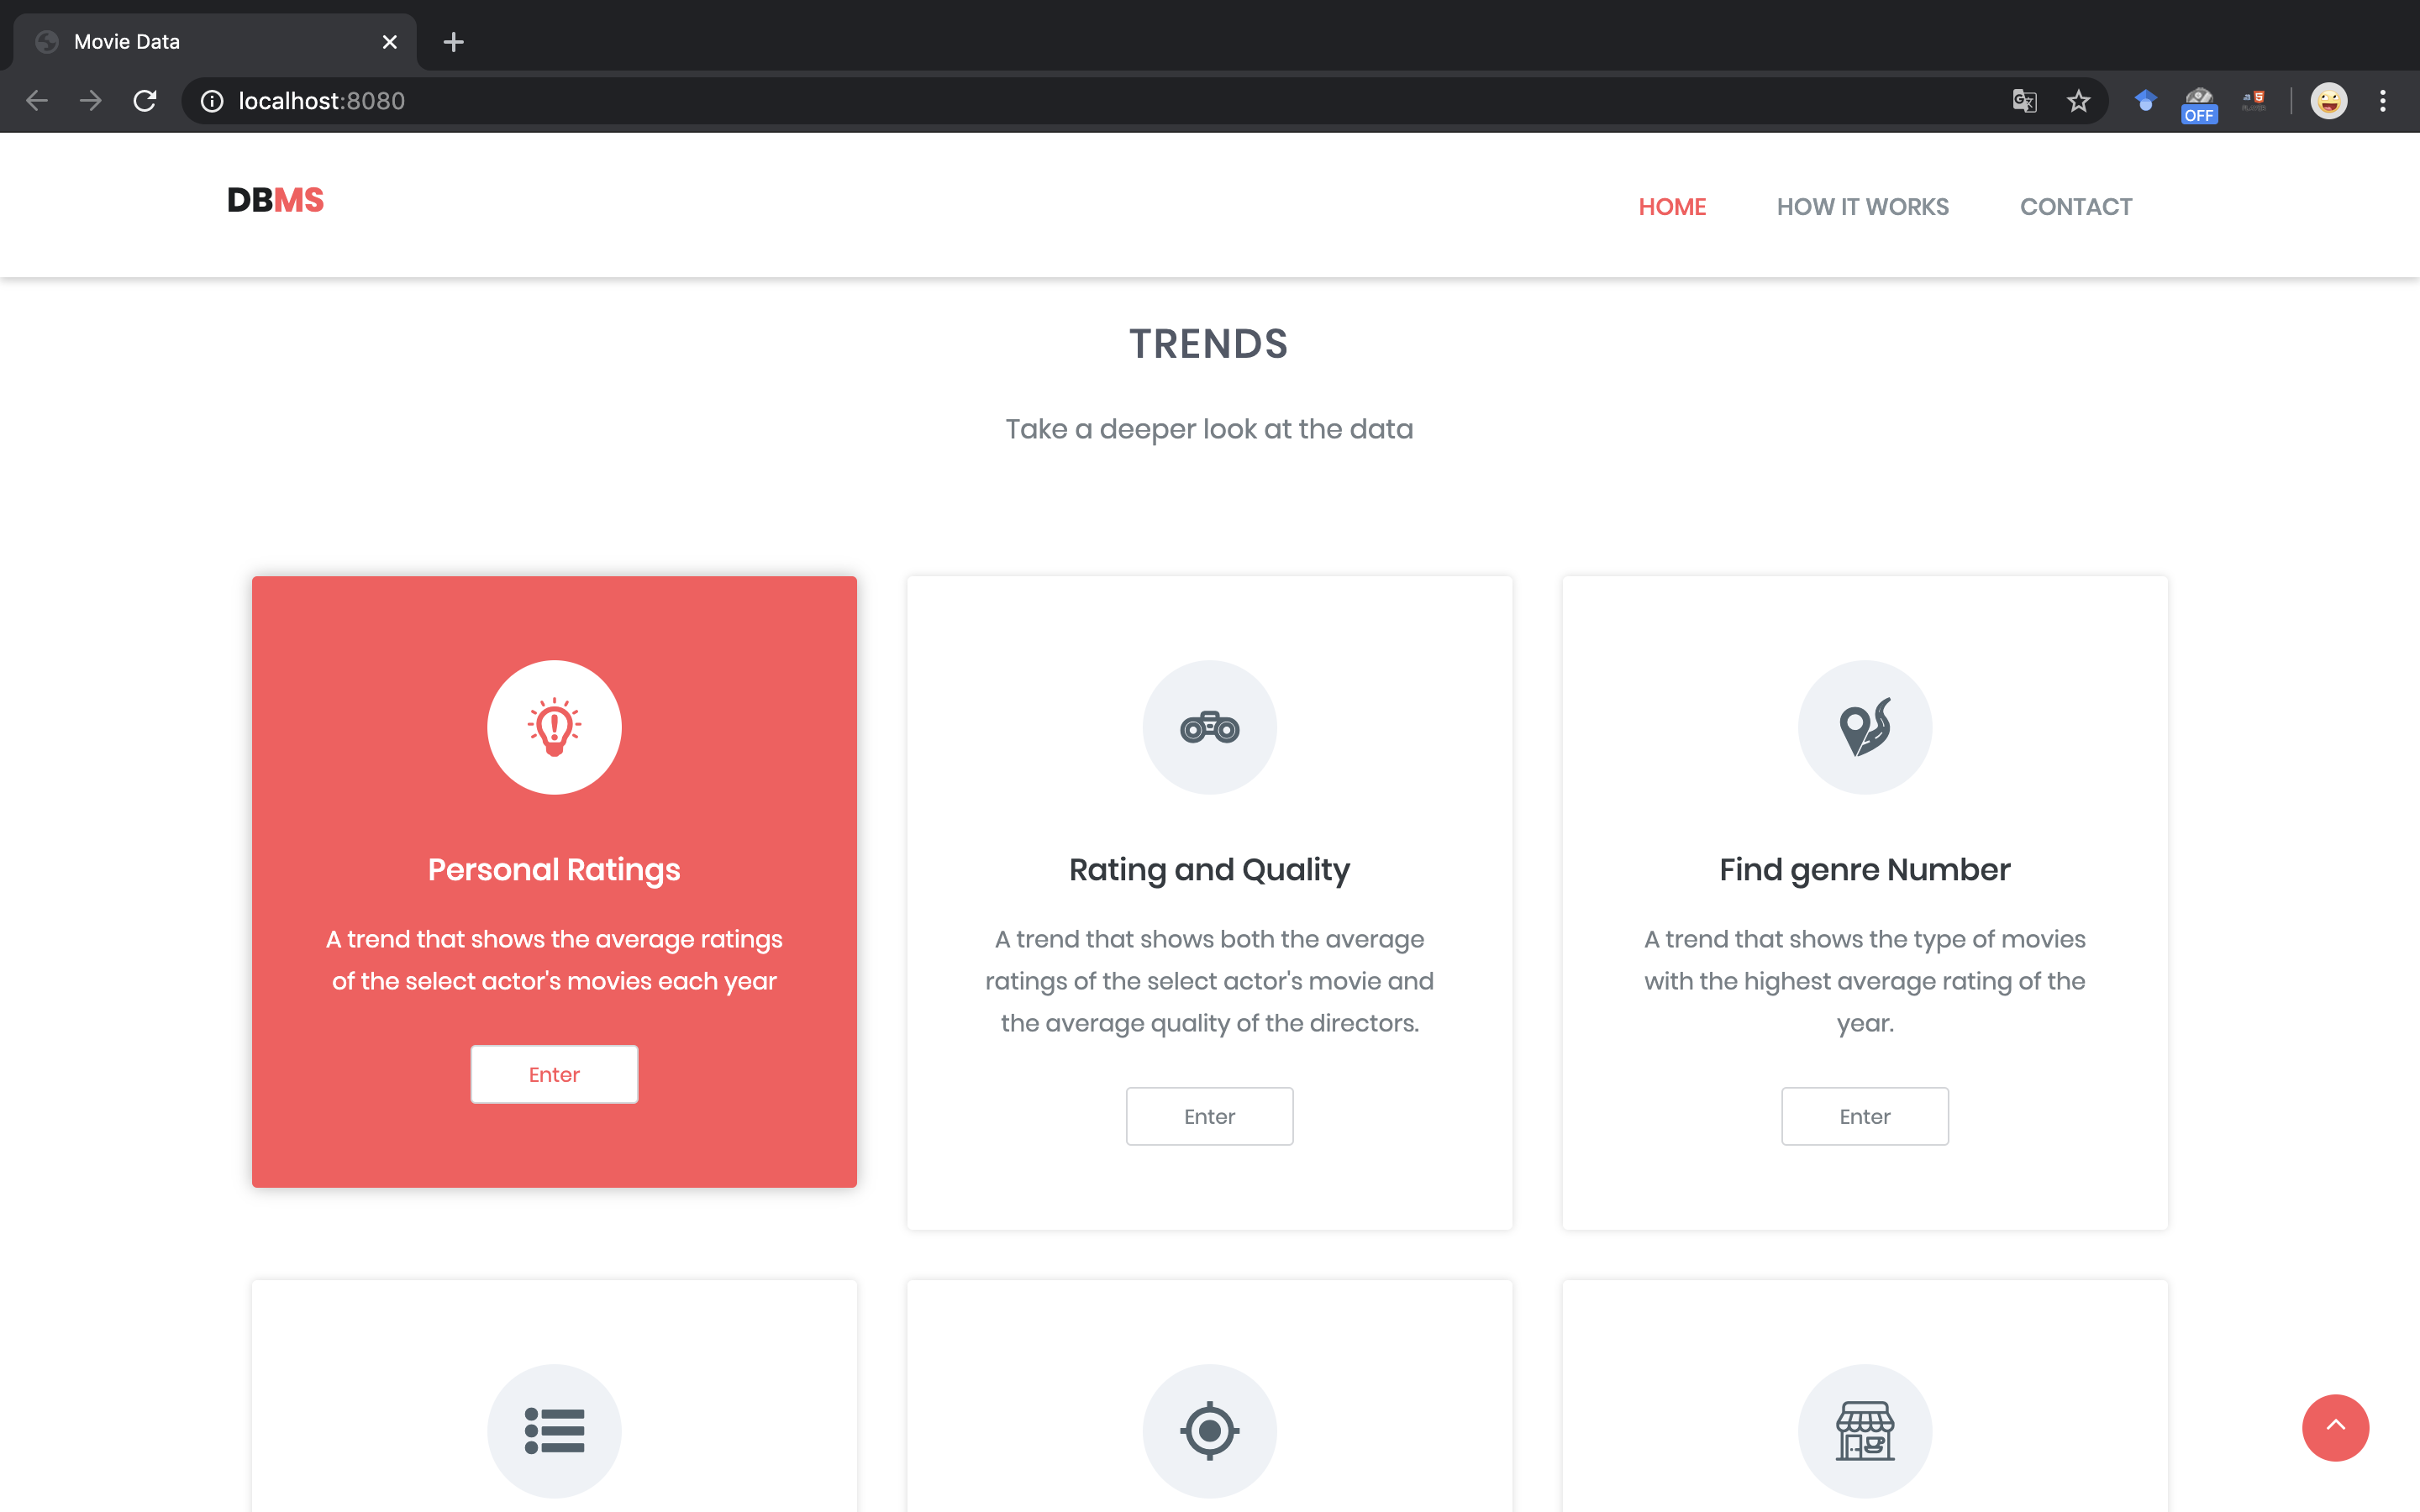 Movie Data
localhost:8080
OFF
DBMS
HOME
HOW IT WORKS
CONTACT
TRENDS
Take a deeper look at the data
Personal Ratings
A trend that shows the average ratings
of the select actor's movies each year
Enter
Rating and Quality
A trend that shows both the average
ratings of the select actor's movie and
the average quality of the directors.
Enter
Find genre Number
A trend that shows the type of movies
with the highest average rating of the
year.
Enter